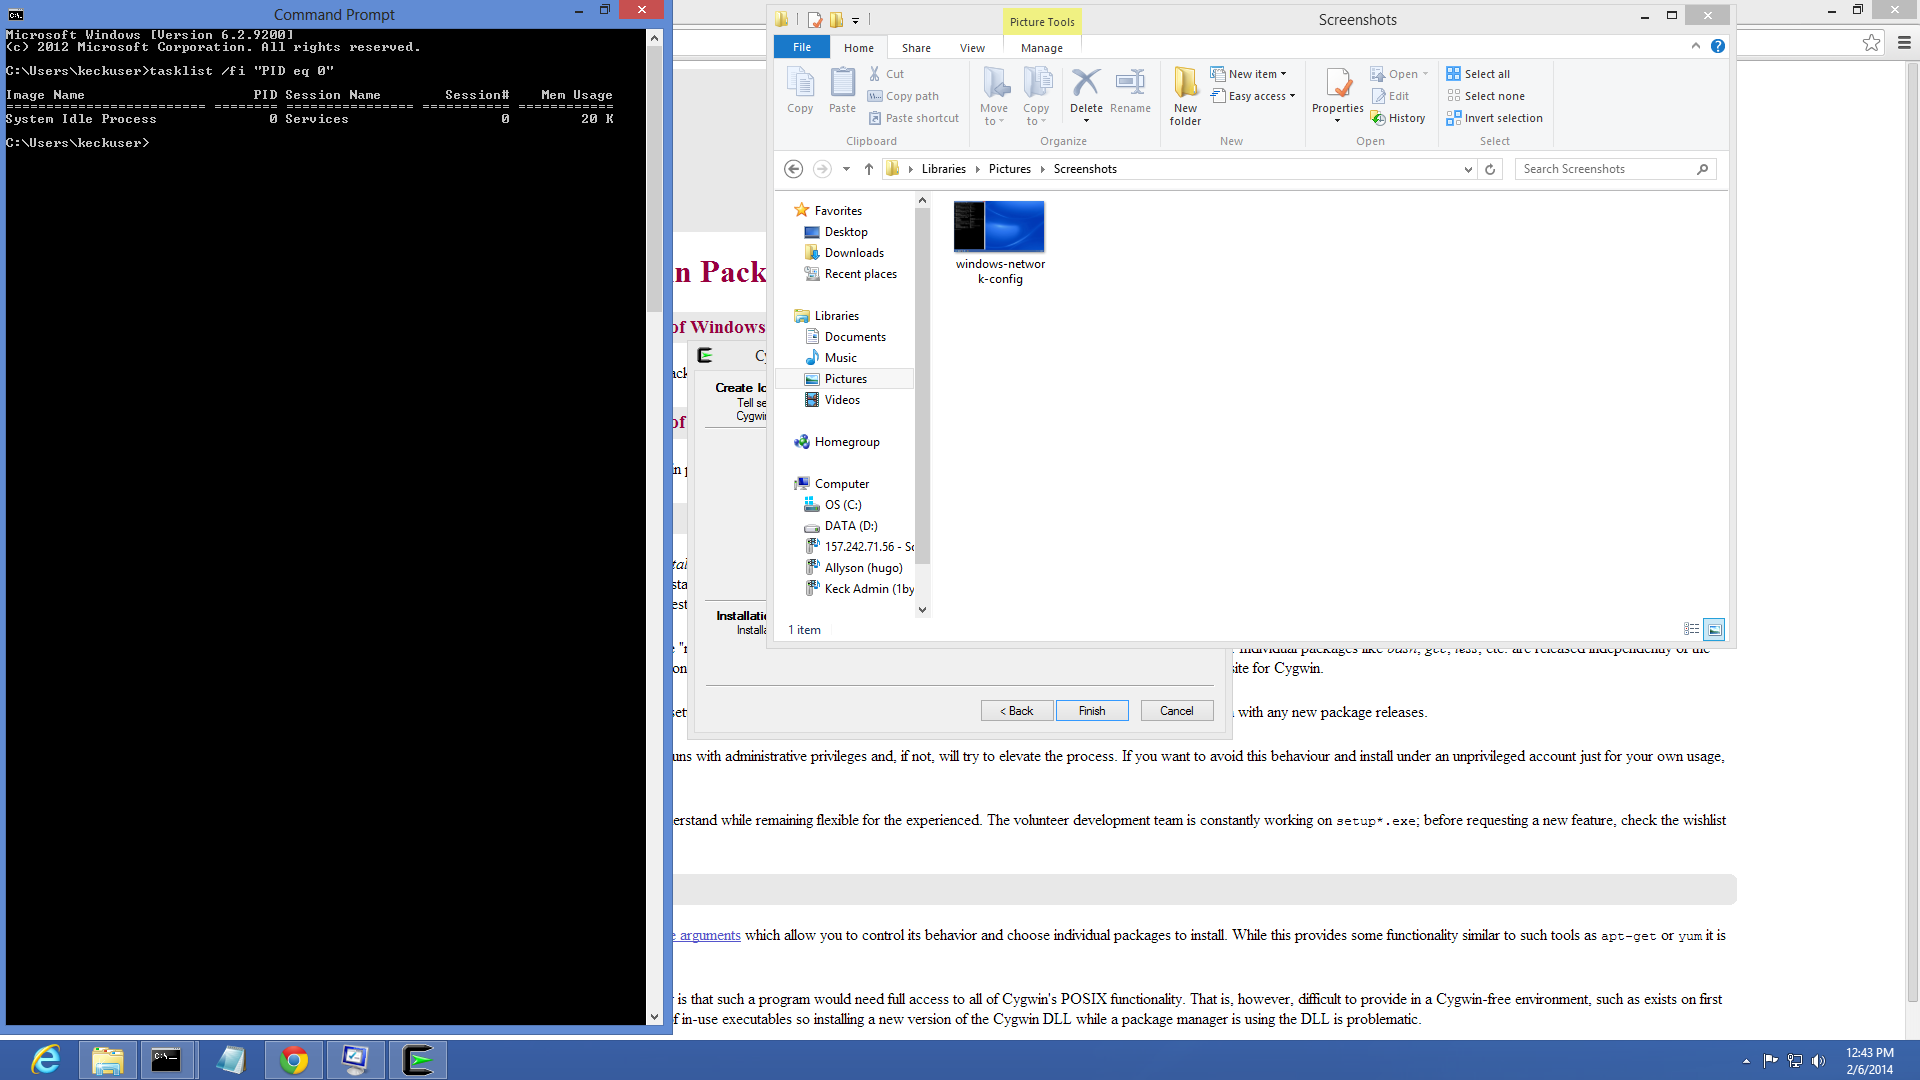 Command Prompt
Microsoft Windows [Version 6.2.9200]
(c) 2012 Microsoft Corporation. All rights reserved.
C:\Users\keckuser>tasklist /fi "PID eq 0"
Image Name                     PID Session Name        Session#    Mem Usage
========================= ======== ================ =========== ============
System Idle Process              0 Services                   0         20 K
C:\Users\keckuser>
Picture Tools
Screenshots
File Home Share View Manage
Copy
Paste
Cut
Copy path
Paste shortcut
Clipboard
Move to
Copy to
Delete
Rename
Organize
New folder
New item
Easy access
New
Properties
Open
Edit
History
Open
Select all
Select none
Invert selection
Select
Libraries Pictures Screenshots
Search Screenshots
Favorites
Desktop
Downloads
Recent places
Libraries
Documents
Music
Pictures
Videos
Homegroup
Computer
OS (C:)
DATA (D:)
157.242.71.56 - Sc
Allyson (hugo)
Keck Admin (1by
windows-networ
k-config
1 item
n Pack
of Windows
ack
of
in p
Cy
Create Ic
Tell se
Cygwin
Installatio
Installa
< Back
Finish
Cancel
tal
sta
est
e "r
individual packages like bash, gcc, less, etc. are released independently of the
on
site for Cygwin.
set
with any new package releases.
uns with administrative privileges and, if not, will try to elevate the process. If you want to avoid this behaviour and install under an unprivileged account just for your own usage,
erstand while remaining flexible for the experienced. The volunteer development team is constantly working on setup*.exe; before requesting a new feature, check the wishlist
e arguments which allow you to control its behavior and choose individual packages to install. While this provides some functionality similar to such tools as apt-get or yum it is
r is that such a program would need full access to all of Cygwin's POSIX functionality. That is, however, difficult to provide in a Cygwin-free environment, such as exists on first
f in-use executables so installing a new version of the Cygwin DLL while a package manager is using the DLL is problematic.
12:43 PM
2/6/2014